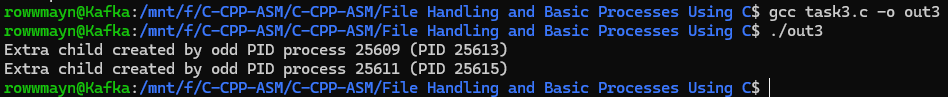 rowwmayn@Kafka:/mnt/f/C-CPP-ASM/C-CPP-ASM/File Handling and Basic Processes Using C$ gcc task3.c -o out3
rowwmayn@Kafka:/mnt/f/C-CPP-ASM/C-CPP-ASM/File Handling and Basic Processes Using C$ ./out3
Extra child created by odd PID process 25609 (PID 25613)
Extra child created by odd PID process 25611 (PID 25615)
rowwmayn@Kafka:/mnt/f/C-CPP-ASM/C-CPP-ASM/File Handling and Basic Processes Using C$